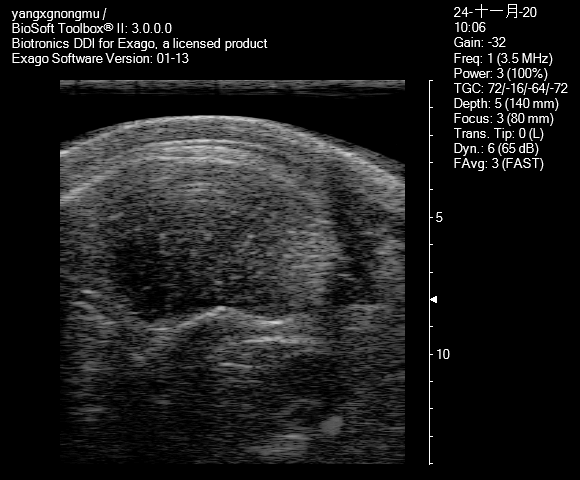 yangxgnongmu /
BioSoft Toolbox® II: 3.0.0.0
Biotronics DDI for Exago, a licensed product
Exago Software Version: 01-13
24-十一月-20
10:06
Gain: -32
Freq: 1 (3.5 MHz)
Power: 3 (100%)
TGC: 72/-16/-64/-72
Depth: 5 (140 mm)
Focus: 3 (80 mm)
Trans. Tip: 0 (L)
Dyn.: 6 (65 dB)
FAvg: 3 (FAST)
5
10